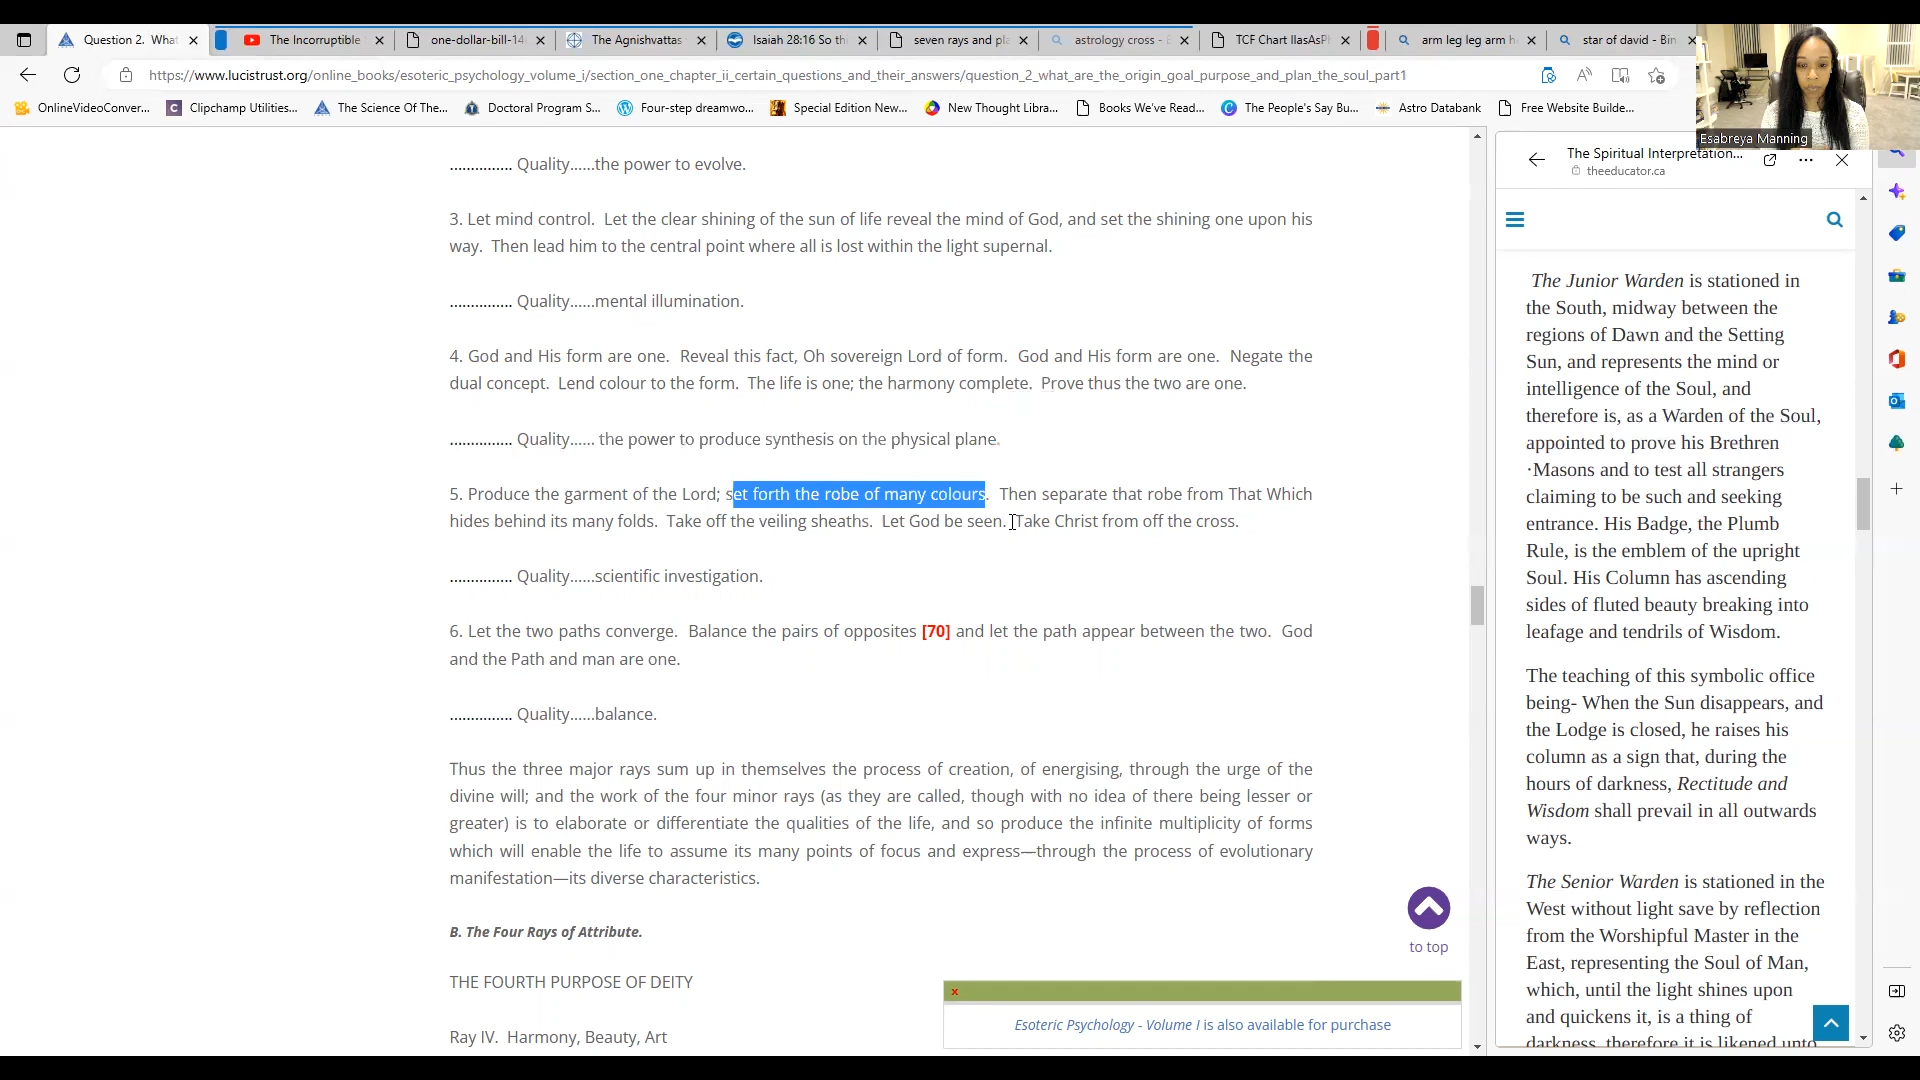 Question 2. What
The Incorruptible
one-dollar-bill-14
The Agnishvattas
Isaiah 28:16 So th
seven rays and pla
astrology cross - B
TCF Chart IlasAsPl
arm leg leg arm h
star of david - Bin
https://www.lucistrust.org/online_books/esoteric_psychology_volume_i/section_one_chapter_ii_certain_questions_and_their_answers/question_2_what_are_the_origin_goal_purpose_and_plan_the_soul_part1
OnlineVideoConver...
Clipchamp Utilities...
The Science Of The...
Doctoral Program S...
Four-step dreamwo...
Special Edition New...
New Thought Libra...
Books We've Read...
The People's Say Bu...
Astro Databank
Free Website Builde...
Esabreya Manning
............... Quality......the power to evolve.
3. Let mind control. Let the clear shining of the sun of life reveal the mind of God, and set the shining one upon his
way. Then lead him to the central point where all is lost within the light supernal.
............... Quality......mental illumination.
4. God and His form are one. Reveal this fact, Oh sovereign Lord of form. God and His form are one. Negate the
dual concept. Lend colour to the form. The life is one; the harmony complete. Prove thus the two are one.
............... Quality...... the power to produce synthesis on the physical plane.
5. Produce the garment of the Lord; set forth the robe of many colours. Then separate that robe from That Which
hides behind its many folds. Take off the veiling sheaths. Let God be seen. Take Christ from off the cross.
............... Quality......scientific investigation.
6. Let the two paths converge. Balance the pairs of opposites [70] and let the path appear between the two. God
and the Path and man are one.
............... Quality......balance.
Thus the three major rays sum up in themselves the process of creation, of energising, through the urge of the
divine will; and the work of the four minor rays (as they are called, though with no idea of there being lesser or
greater) is to elaborate or differentiate the qualities of the life, and so produce the infinite multiplicity of forms
which will enable the life to assume its many points of focus and express—through the process of evolutionary
manifestation—its diverse characteristics.
B. The Four Rays of Attribute.
THE FOURTH PURPOSE OF DEITY
Ray IV. Harmony, Beauty, Art
to top
x
Esoteric Psychology - Volume I is also available for purchase
The Spiritual Interpretation...
theeducator.ca
The Junior Warden is stationed in
the South, midway between the
regions of Dawn and the Setting
Sun, and represents the mind or
intelligence of the Soul, and
therefore is, as a Warden of the Soul,
appointed to prove his Brethren
·Masons and to test all strangers
claiming to be such and seeking
entrance. His Badge, the Plumb
Rule, is the emblem of the upright
Soul. His Column has ascending
sides of fluted beauty breaking into
leafage and tendrils of Wisdom.
The teaching of this symbolic office
being- When the Sun disappears, and
the Lodge is closed, he raises his
column as a sign that, during the
hours of darkness, Rectitude and
Wisdom shall prevail in all outwards
ways.
The Senior Warden is stationed in the
West without light save by reflection
from the Worshipful Master in the
East, representing the Soul of Man,
which, until the light shines upon
and quickens it, is a thing of
darkness, therefore it is likened unto